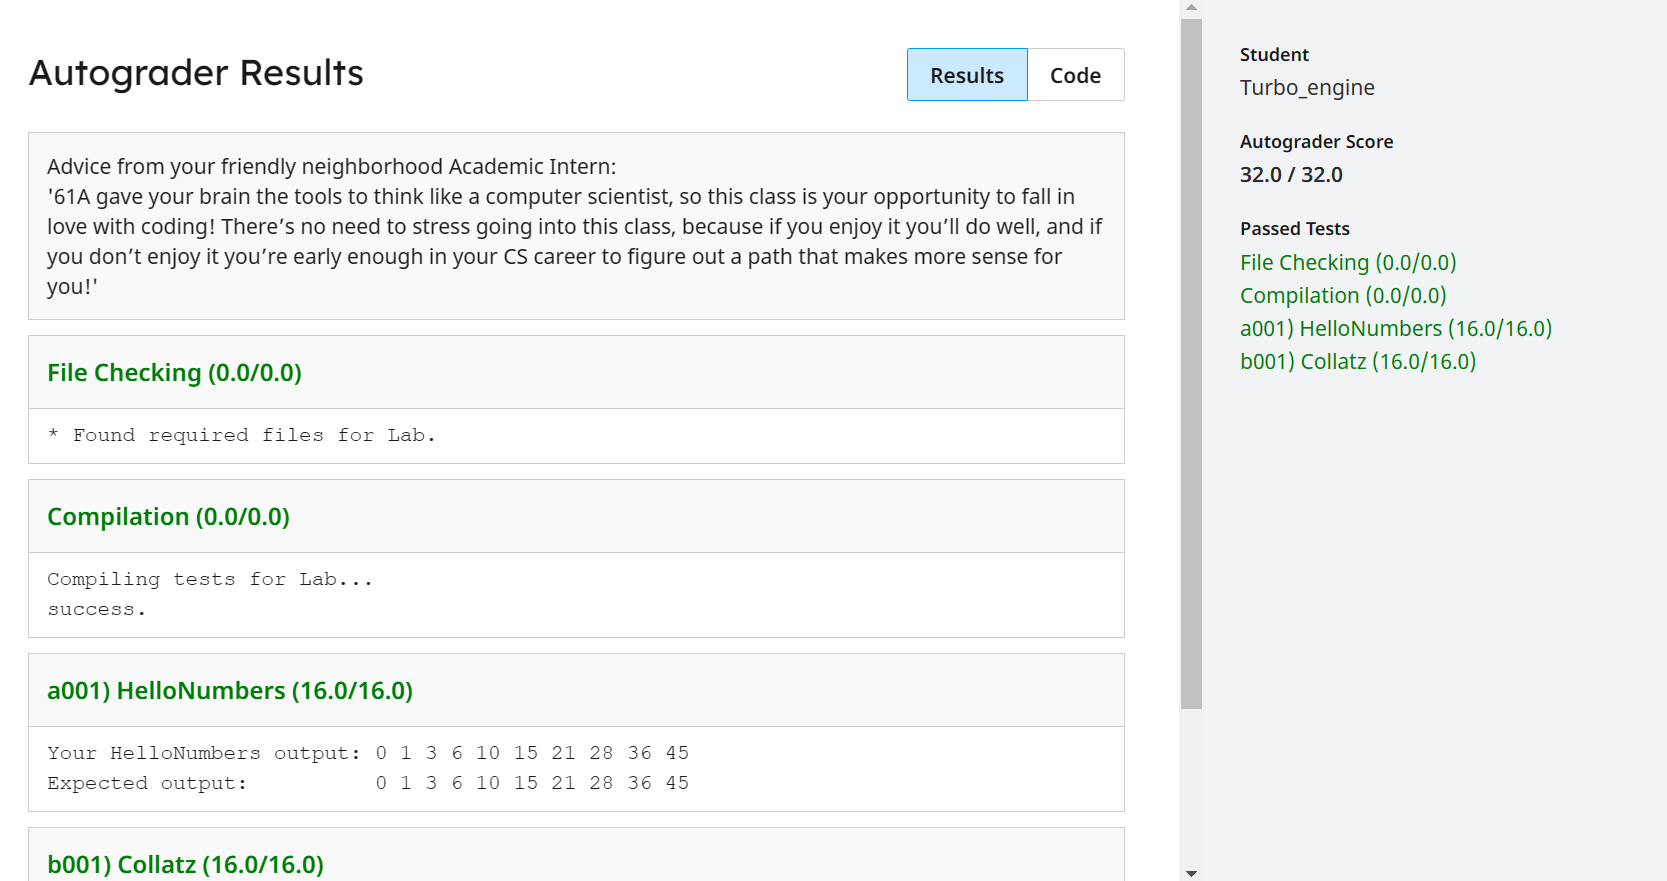 Autograder Results
Results
Code
Advice from your friendly neighborhood Academic Intern:
'61A gave your brain the tools to think like a computer scientist, so this class is your opportunity to fall in
love with coding! There’s no need to stress going into this class, because if you enjoy it you’ll do well, and if
you don’t enjoy it you’re early enough in your CS career to figure out a path that makes more sense for
you!'
File Checking (0.0/0.0)
* Found required files for Lab.
Compilation (0.0/0.0)
Compiling tests for Lab...
success.
a001) HelloNumbers (16.0/16.0)
Your HelloNumbers output: 0 1 3 6 10 15 21 28 36 45
Expected output: 0 1 3 6 10 15 21 28 36 45
b001) Collatz (16.0/16.0)
Student
Turbo_engine
Autograder Score
32.0 / 32.0
Passed Tests
File Checking (0.0/0.0)
Compilation (0.0/0.0)
a001) HelloNumbers (16.0/16.0)
b001) Collatz (16.0/16.0)